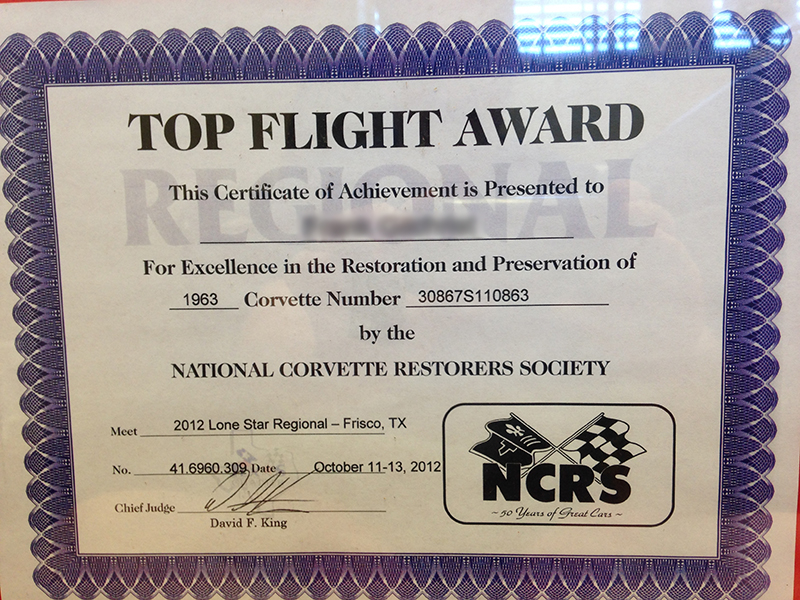 TOP FLIGHT AWARD
REGIONAL
This Certificate of Achievement is Presented to
For Excellence in the Restoration and Preservation of
1963 Corvette Number 30867S110863
by the
NATIONAL CORVETTE RESTORERS SOCIETY
Meet 2012 Lone Star Regional – Frisco, TX
No. 41.6960.309 Date October 11-13, 2012
Chief Judge
David F. King
NCRS
~50 Years of Great Cars~